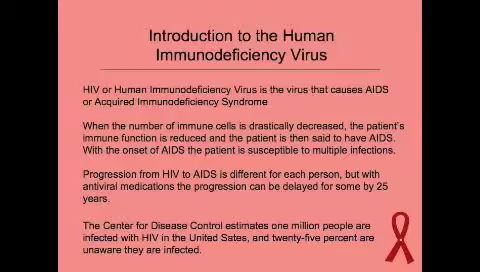 Introduction to the Human
Immunodeficiency Virus
HIV or Human Immunodeficiency Virus is the virus that causes AIDS
or Acquired Immunodeficiency Syndrome
When the number of immune cells is drastically decreased, the patient's
immune function is reduced and the patient is then said to have AIDS.
With the onset of AIDS the patient is susceptible to multiple infections.
Progression from HIV to AIDS is different for each person, but with
antiviral medications the progression can be delayed for some by 25
years.
The Center for Disease Control estimates one million people are
infected with HIV in the United Sates, and twenty-five percent are
unaware they are infected.